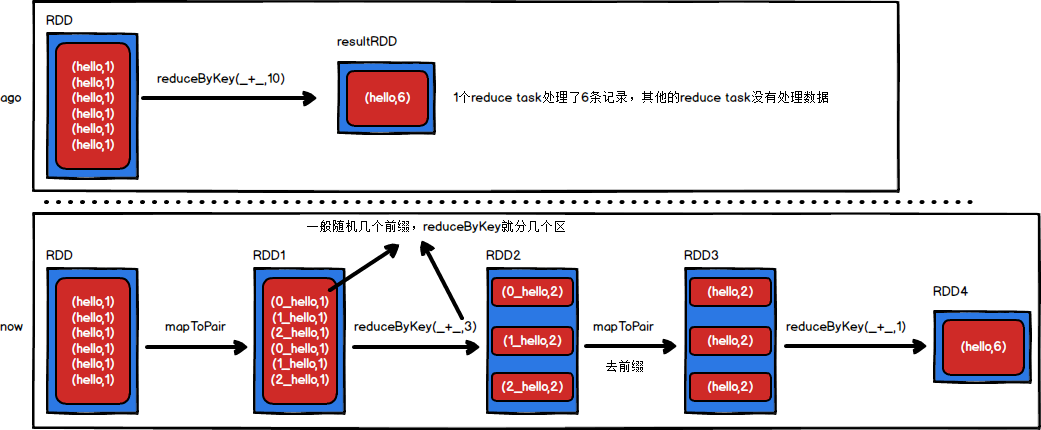 RDD
(hello,1)
(hello,1)
(hello,1)
(hello,1)
(hello,1)
(hello,1)
ago
reduceByKey(_+_,10)
resultRDD
(hello,6)
1个reduce task处理了6条记录，其他的reduce task没有处理数据
一般随机几个前缀，reduceByKey就分几个区
now
RDD
(hello,1)
(hello,1)
(hello,1)
(hello,1)
(hello,1)
(hello,1)
mapToPair
RDD1
(0_hello,1)
(1_hello,1)
(2_hello,1)
(0_hello,1)
(1_hello,1)
(2_hello,1)
reduceByKey(_+_,3)
RDD2
(0_hello,2)
(1_hello,2)
(2_hello,2)
mapToPair
去前缀
RDD3
(hello,2)
(hello,2)
(hello,2)
reduceByKey(_+_,1)
RDD4
(hello,6)